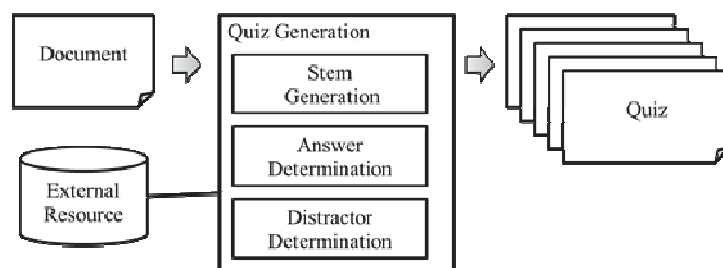 Document
Quiz Generation
Stem
Generation
Answer
Determination
Distractor
Determination
External
Resource
Quiz